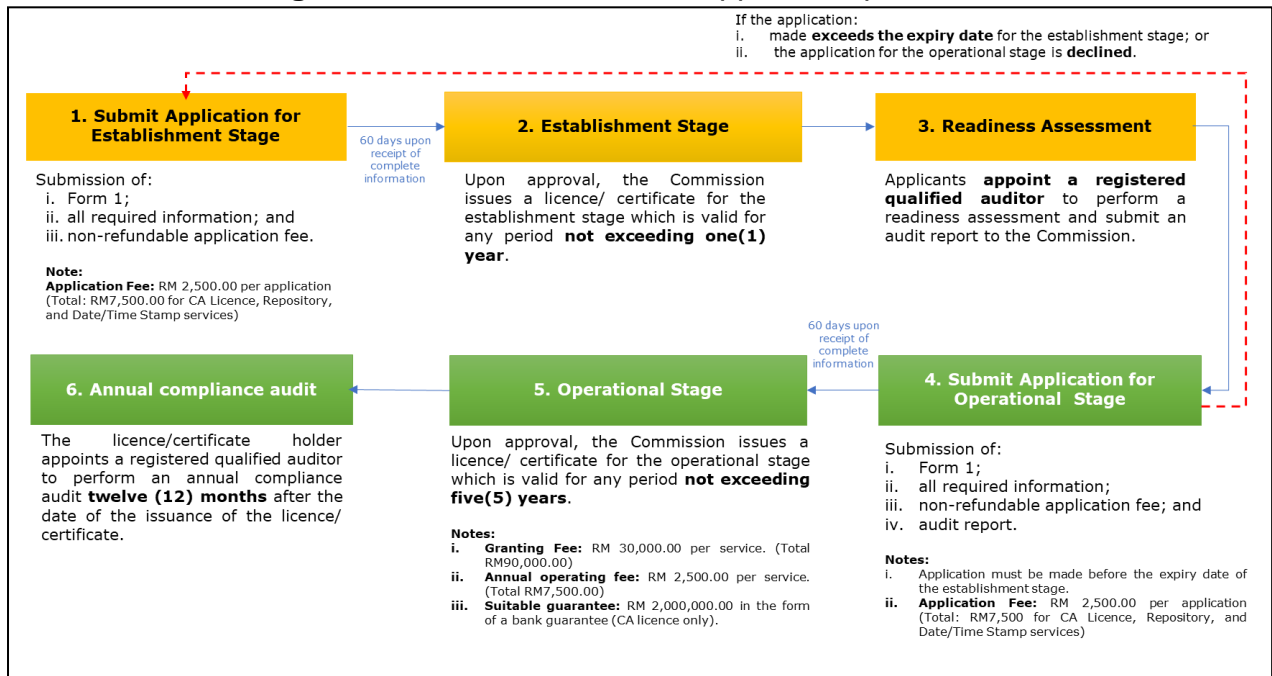 If the application:
i. made exceeds the expiry date for the establishment stage; or
ii. the application for the operational stage is declined.
1. Submit Application for
Establishment Stage
60 days upon
receipt of
complete
information
2. Establishment Stage
3. Readiness Assessment
Submission of:
i. Form 1;
ii. all required information; and
iii. non-refundable application fee.
Note:
Application Fee: RM 2,500.00 per application
(Total: RM7,500.00 for CA Licence, Repository,
and Date/Time Stamp services)
Upon approval, the Commission
issues a licence/ certificate for the
establishment stage which is valid for
any period not exceeding one(1)
year.
Applicants appoint a registered
qualified auditor to perform a
readiness assessment and submit an
audit report to the Commission.
60 days upon
receipt of
complete
information
6. Annual compliance audit
5. Operational Stage
4. Submit Application for
Operational Stage
The licence/certificate holder
appoints a registered qualified auditor
to perform an annual compliance
audit twelve (12) months after the
date of the issuance of the licence/
certificate.
Upon approval, the Commission issues a
licence/ certificate for the operational stage
which is valid for any period not exceeding
five(5) years.
Notes:
i. Granting Fee: RM 30,000.00 per service. (Total
RM90,000.00)
ii. Annual operating fee: RM 2,500.00 per service.
(Total RM7,500.00)
iii. Suitable guarantee: RM 2,000,000.00 in the form
of a bank guarantee (CA licence only).
Submission of:
i. Form 1;
ii. all required information;
iii. non-refundable application fee; and
iv. audit report.
Notes:
i. Application must be made before the expiry date of
the establishment stage.
ii. Application Fee: RM 2,500.00 per application
(Total: RM7,500 for CA Licence, Repository, and
Date/Time Stamp services)